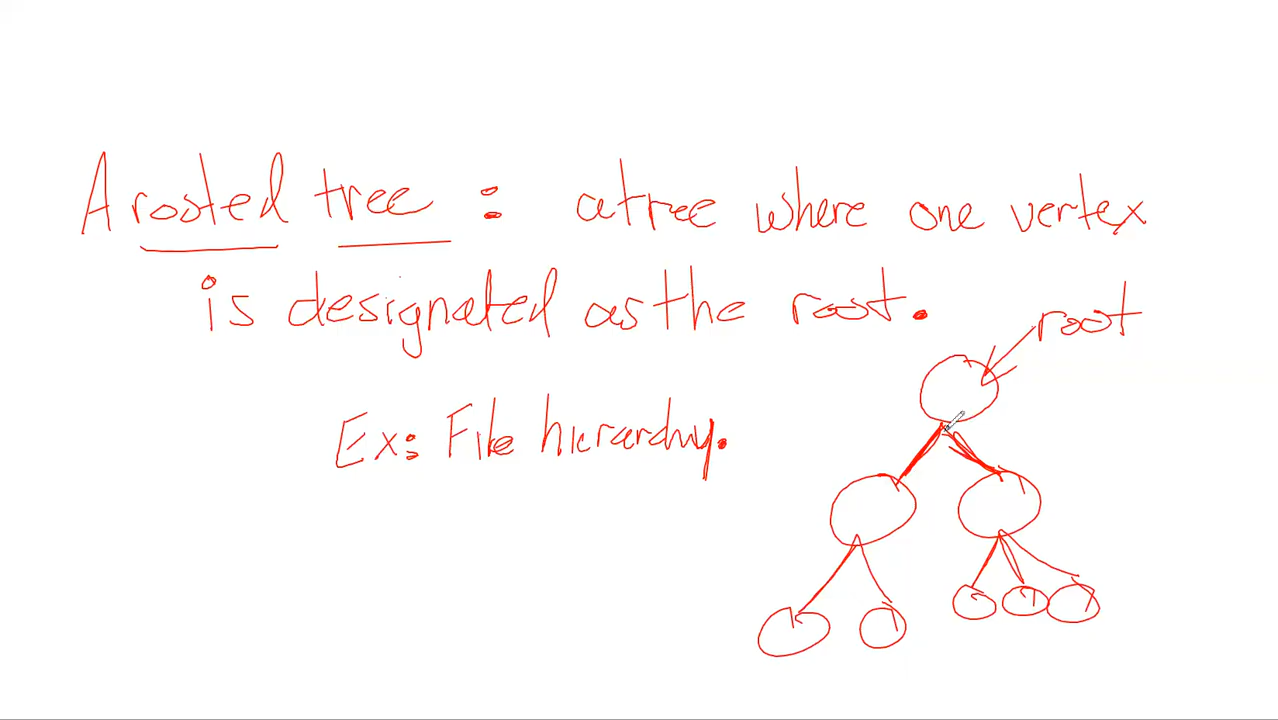 A rooted tree : a tree where one vertex
is designated as the root.
root
Ex: File hierarchy.